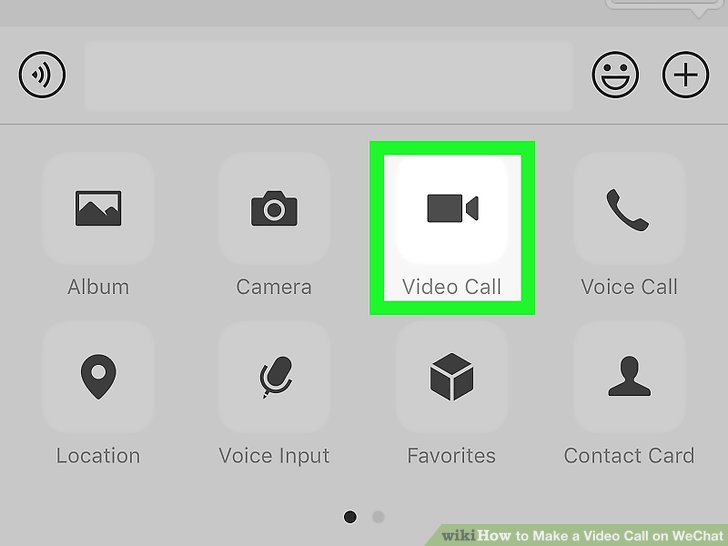 Album
Camera
Video Call
Voice Call
Location
Voice Input
Favorites
Contact Card
wikiHow to Make a Video Call on WeChat